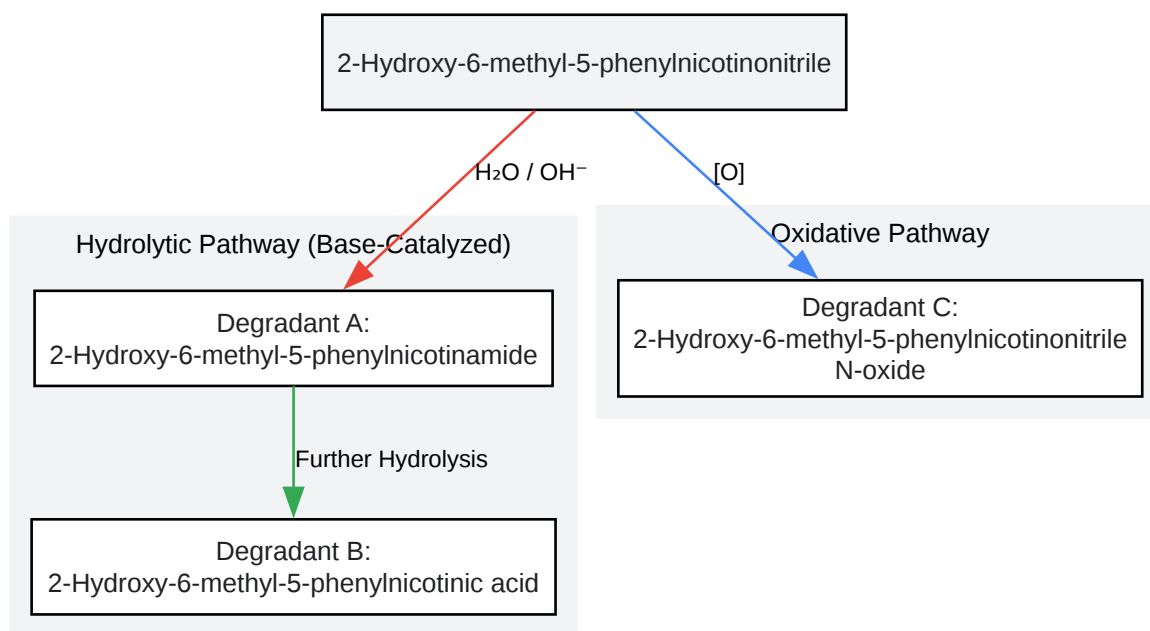 2-Hydroxy-6-methyl-5-phenylnicotinonitrile
H₂O / OH⁻
[O]
Hydrolytic Pathway (Base-Catalyzed)
Oxidative Pathway
Degradant A:
2-Hydroxy-6-methyl-5-phenylnicotinamide
Degradant C:
2-Hydroxy-6-methyl-5-phenylnicotinonitrile
N-oxide
Further Hydrolysis
Degradant B:
2-Hydroxy-6-methyl-5-phenylnicotinic acid